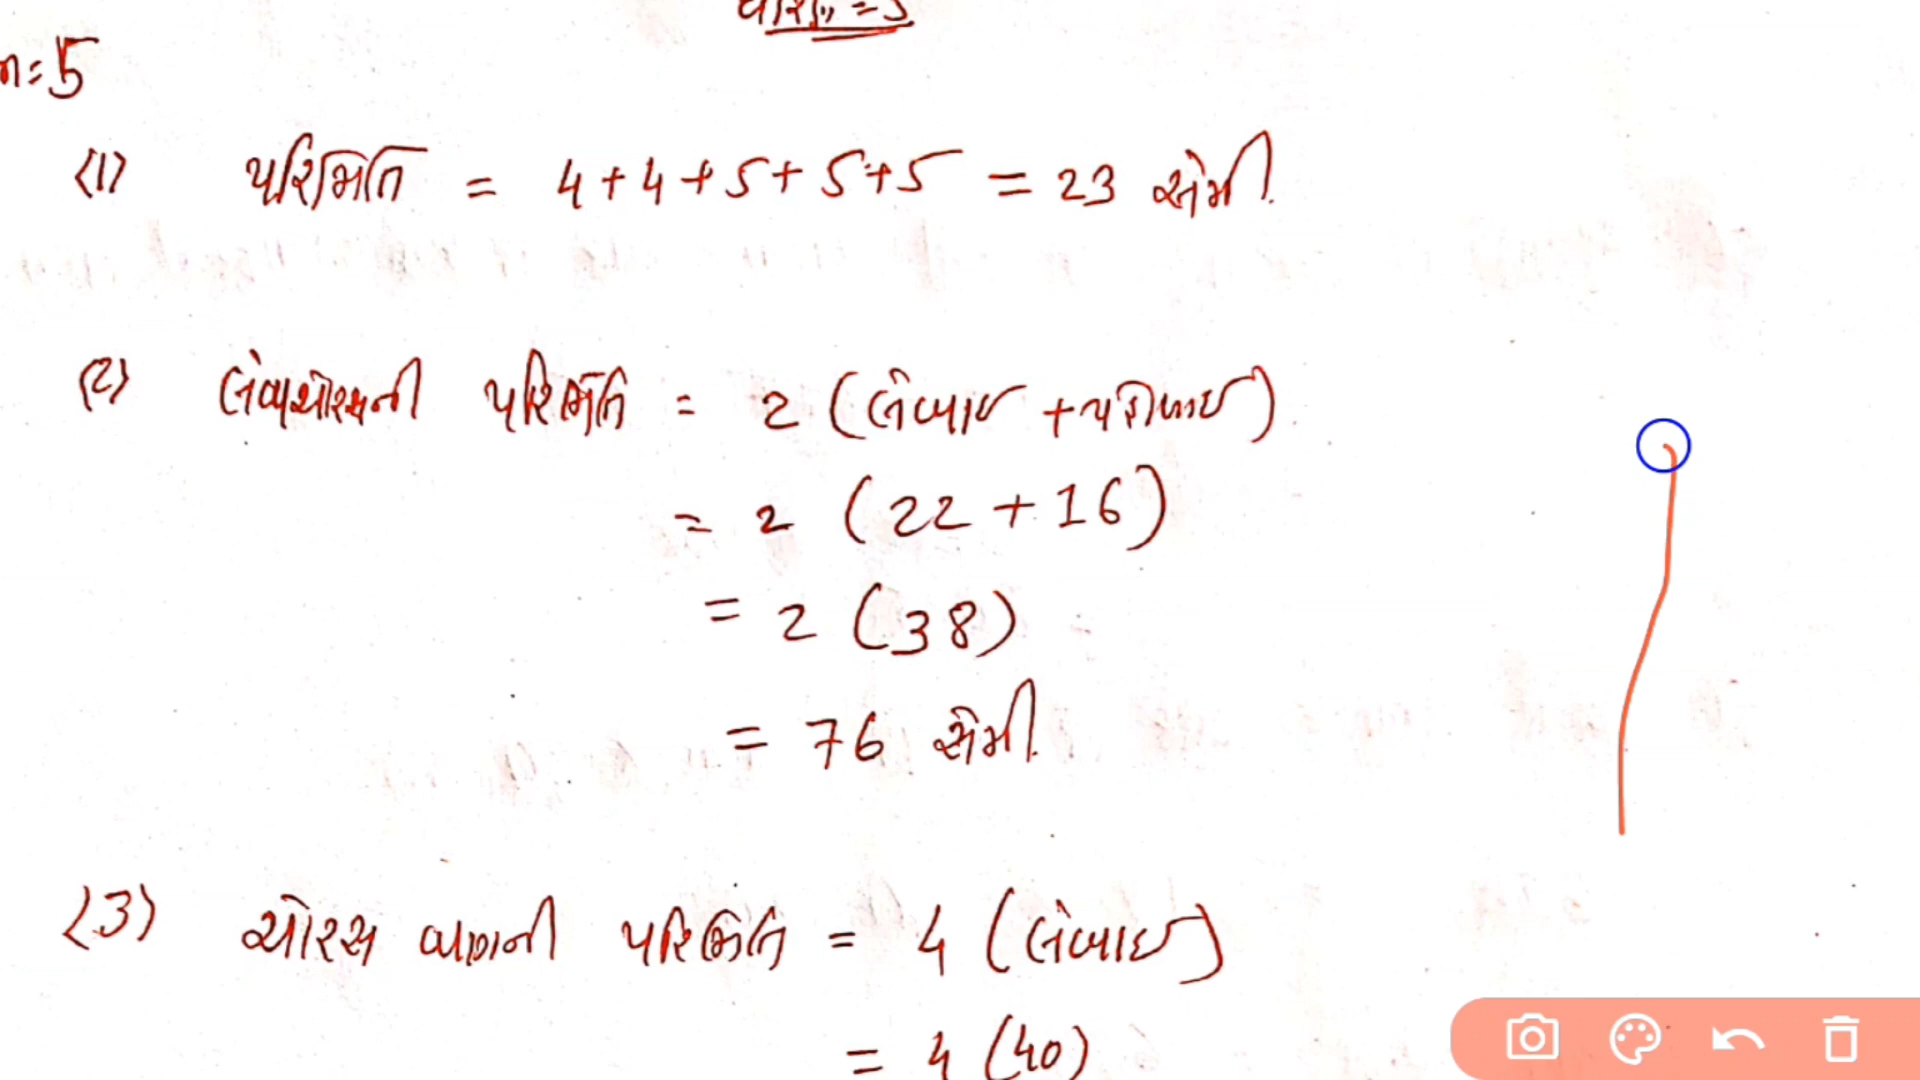 n=5
(1) પરિમિતિ = 4+4+5+5+5 = 23 સેમી.
(2) લંબચોરસની પરિમિતિ = 2 (લંબાઈ +પહોળાઈ)
= 2 (22+16)
= 2 (38)
= 76 સેમી.
(3) ચોરસ બાગની પરિમિતિ = 4 (લંબાઈ)
= 4 (40)